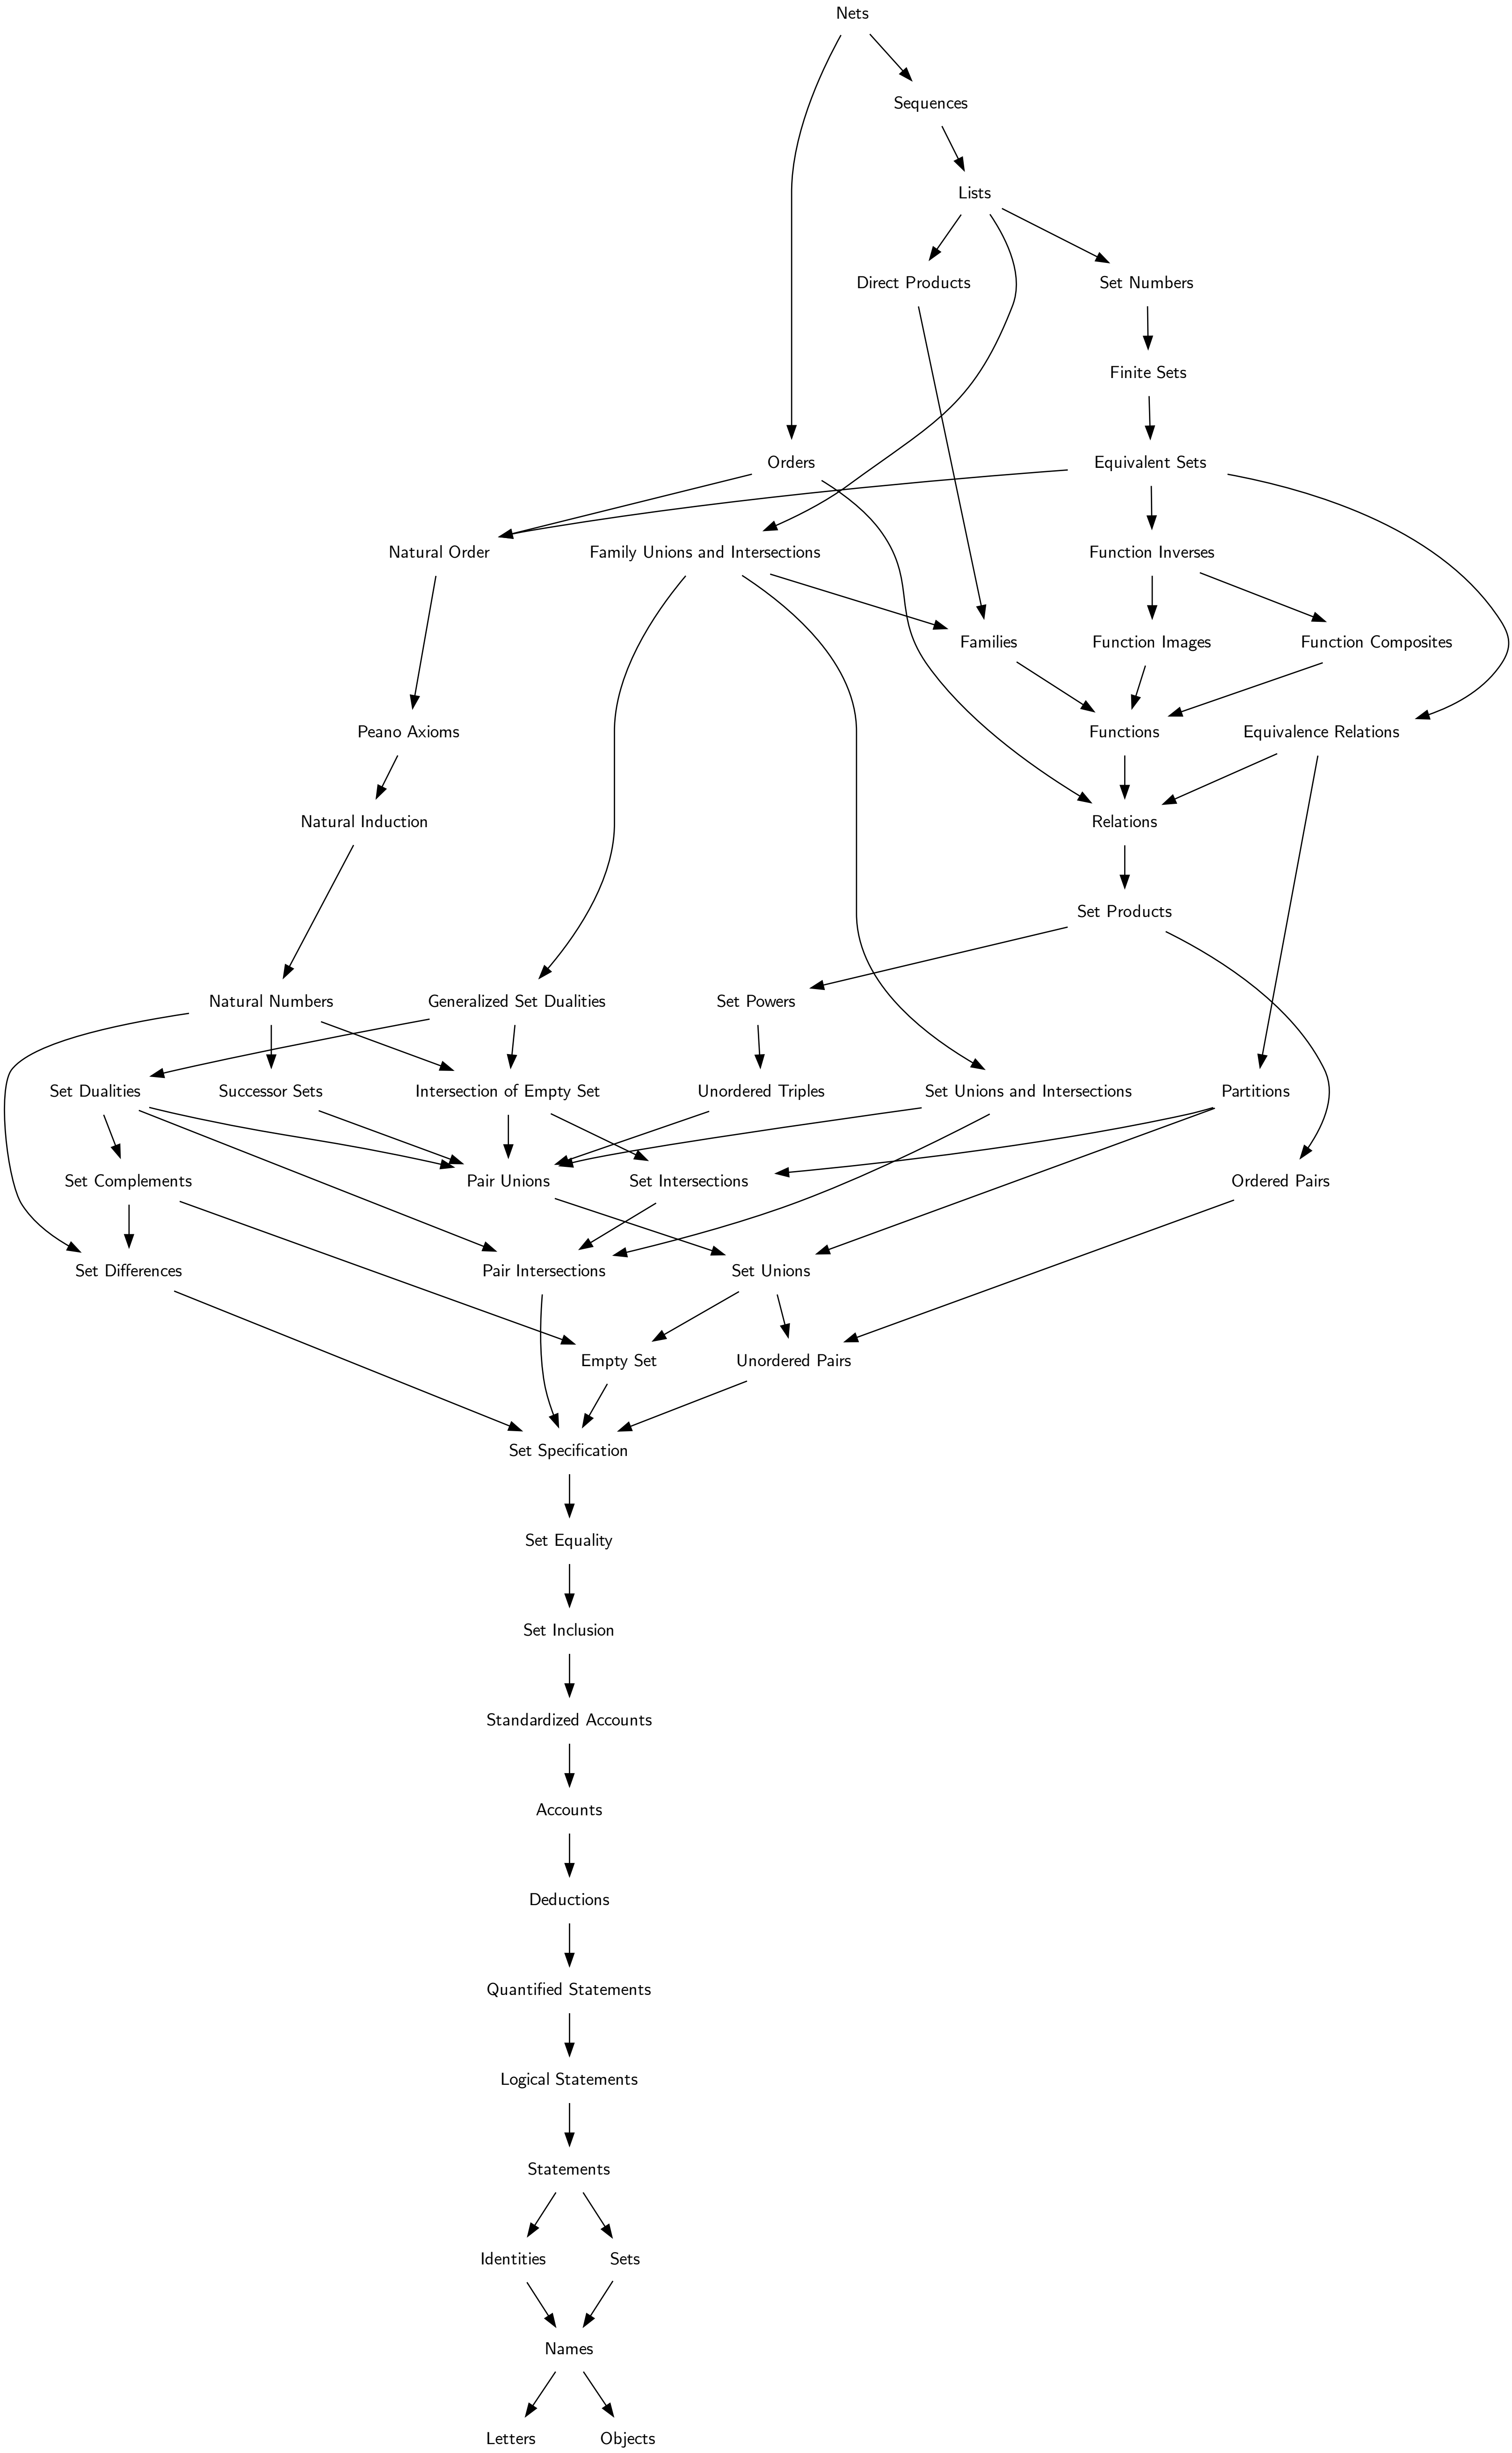 Nets
Sequences
Lists
Direct Products
Set Numbers
Finite Sets
Orders
Equivalent Sets
Natural Order
Family Unions and Intersections
Function Inverses
Families
Function Images
Function Composites
Peano Axioms
Functions
Equivalence Relations
Natural Induction
Relations
Set Products
Natural Numbers
Generalized Set Dualities
Set Powers
Set Dualities
Successor Sets
Intersection of Empty Set
Unordered Triples
Set Unions and Intersections
Partitions
Set Complements
Pair Unions
Set Intersections
Ordered Pairs
Set Differences
Pair Intersections
Set Unions
Empty Set
Unordered Pairs
Set Specification
Set Equality
Set Inclusion
Standardized Accounts
Accounts
Deductions
Quantified Statements
Logical Statements
Statements
Identities
Sets
Names
Letters
Objects